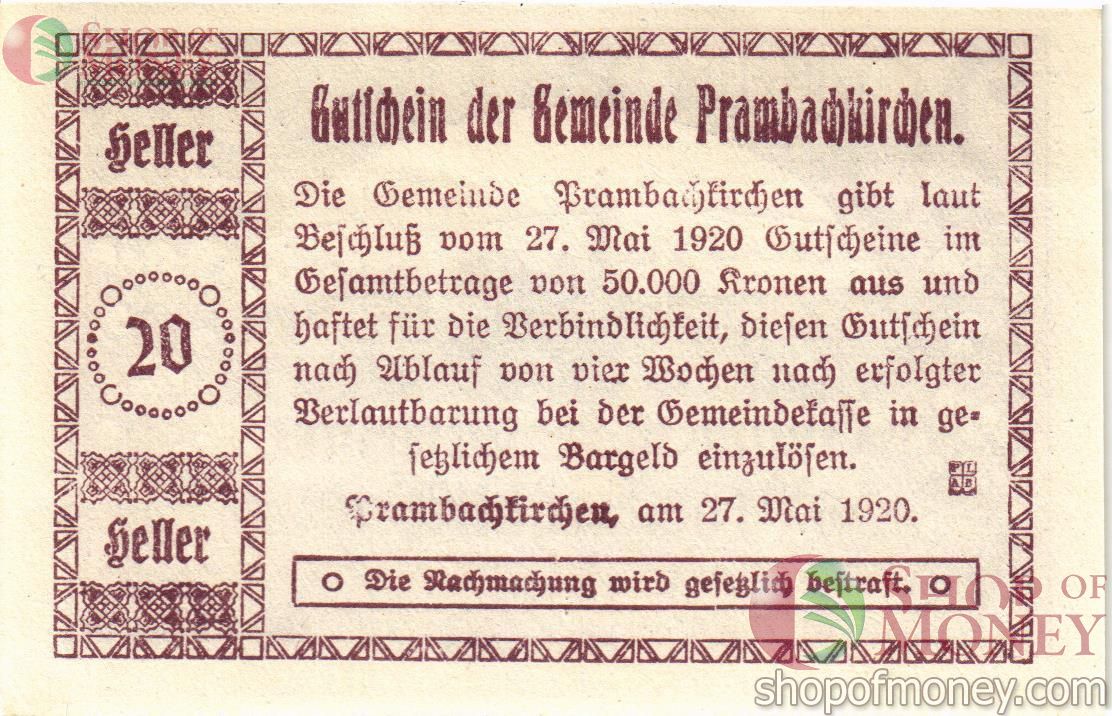 Heller
20
Heller
Gutschein der Gemeinde Prambachkirchen.
Die Gemeinde Prambachkirchen gibt laut
Beschluß vom 27. Mai 1920 Gutscheine im
Gesamtbetrage von 50.000 Kronen aus und
haftet für die Verbindlichkeit, diesen Gutschein
nach Ablauf von vier Wochen nach erfolgter
Verlautbarung bei der Gemeindekasse in ge-
setzlichem Bargeld einzulösen.
Prambachkirchen, am 27. Mai 1920.
Die Nachmachung wird gesetzlich bestraft.
SHOP OF
MONEY
shopofmoney.com